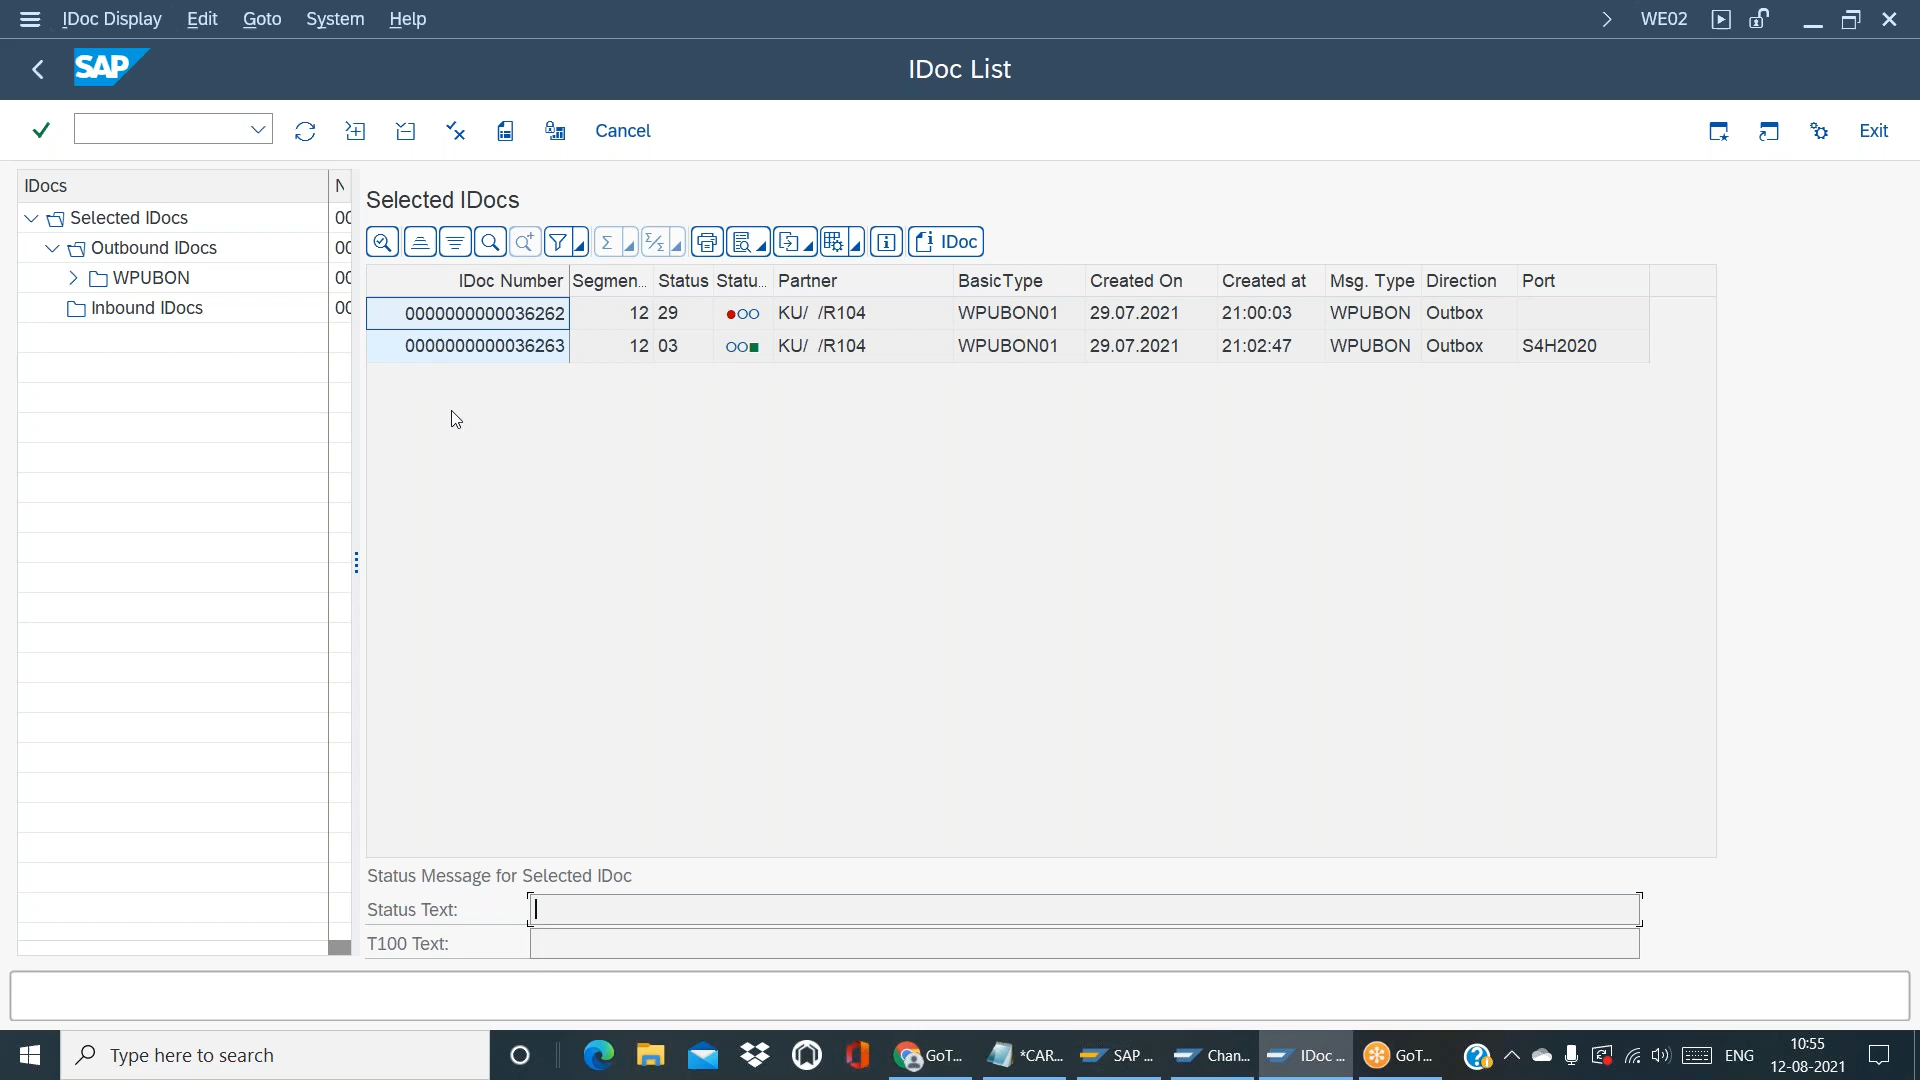 IDoc Display Edit Goto System Help WE02
SAP
IDoc List
Cancel Exit
IDocs N
Selected IDocs 00
Outbound IDocs 00
WPUBON 00
Inbound IDocs 00
Selected IDocs
IDoc
IDoc Number Segmen... Status Statu... Partner BasicType Created On Created at Msg. Type Direction Port
0000000000036262 12 29 KU/ /R104 WPUBON01 29.07.2021 21:00:03 WPUBON Outbox
0000000000036263 12 03 KU/ /R104 WPUBON01 29.07.2021 21:02:47 WPUBON Outbox S4H2020
Status Message for Selected IDoc
Status Text:
T100 Text:
Type here to search
GoT... *CAR... SAP ... Chan... IDoc ... GoT...
ENG
10:55
12-08-2021